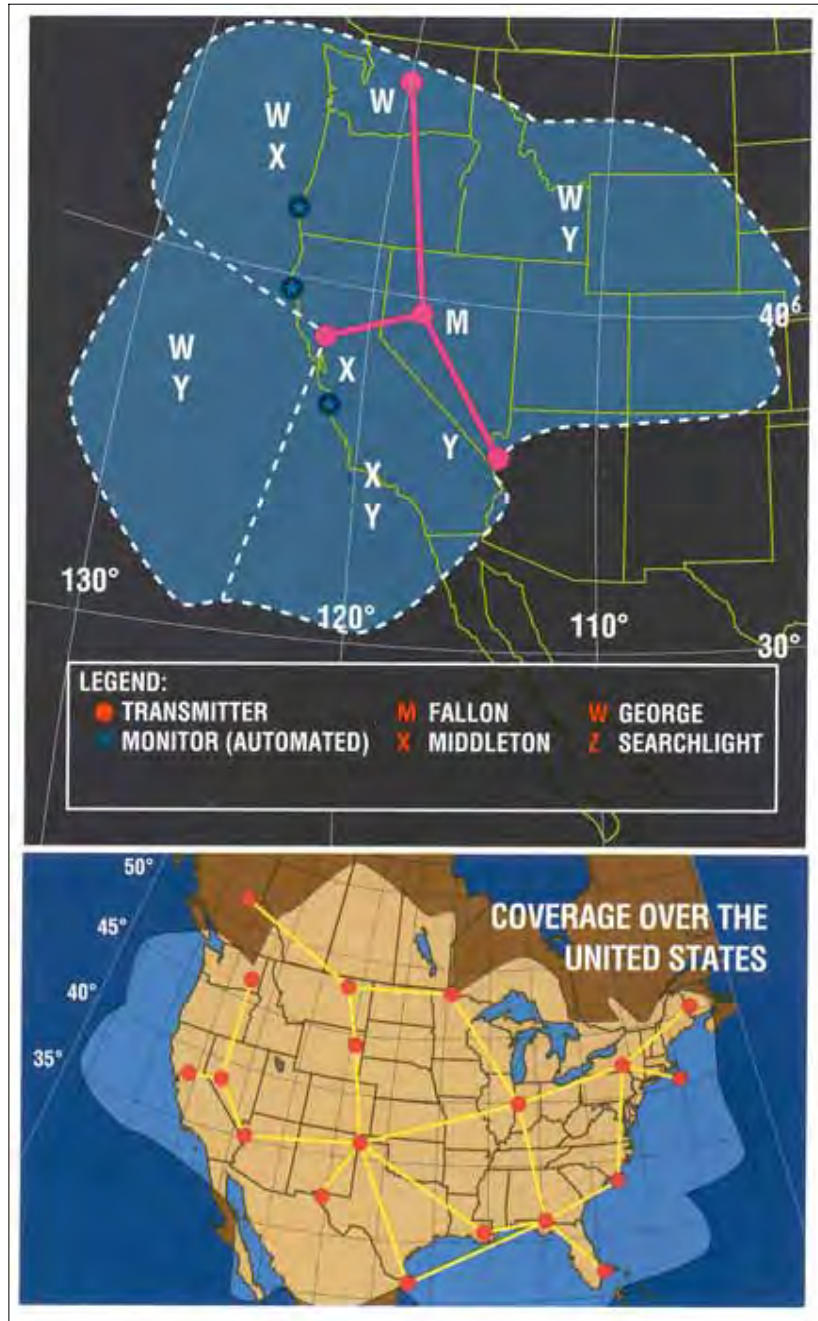 W
W
X
W
Y
40⁶
M
W
Y
X
Y
X
Y
130°
120°
110°
30°
LEGEND:
TRANSMITTER M FALLON W GEORGE
MONITOR (AUTOMATED) X MIDDLETON Z SEARCHLIGHT
50°
COVERAGE OVER THE
45°
UNITED STATES
40°
35°